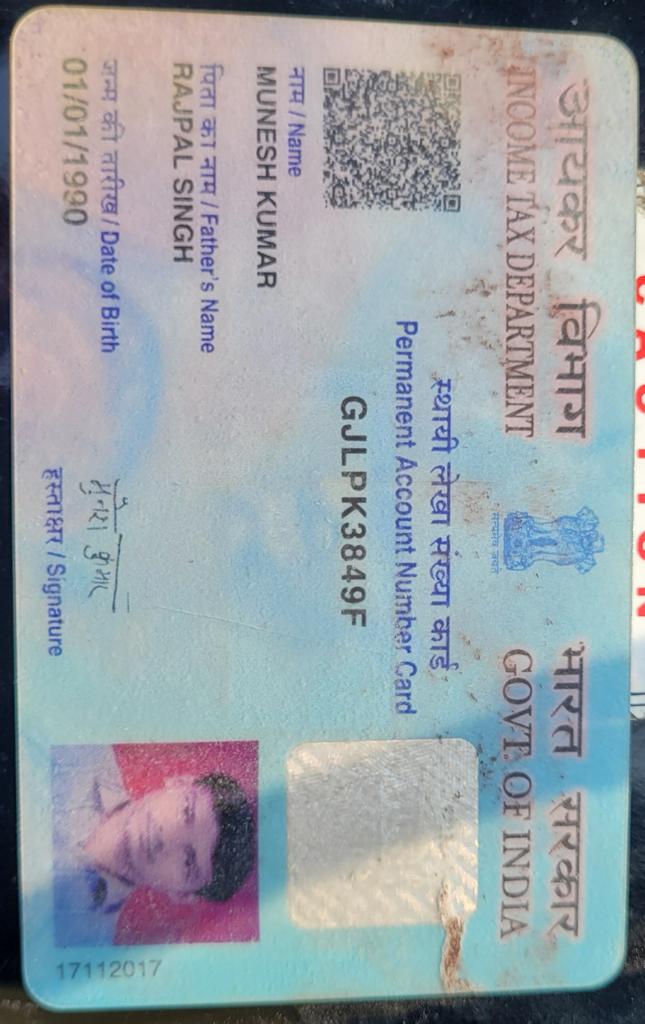 आयकर विभाग
INCOME TAX DEPARTMENT
सत्यमेव जयते
भारत सरकार
GOVT. OF INDIA
स्थायी लेखा संख्या कार्ड
Permanent Account Number Card
GJLPK3849F
नाम / Name
MUNESH KUMAR
पिता का नाम / Father's Name
RAJPAL SINGH
जन्म की तारीख / Date of Birth
01/01/1990
मुनेश कुमार
हस्ताक्षर / Signature
17112017